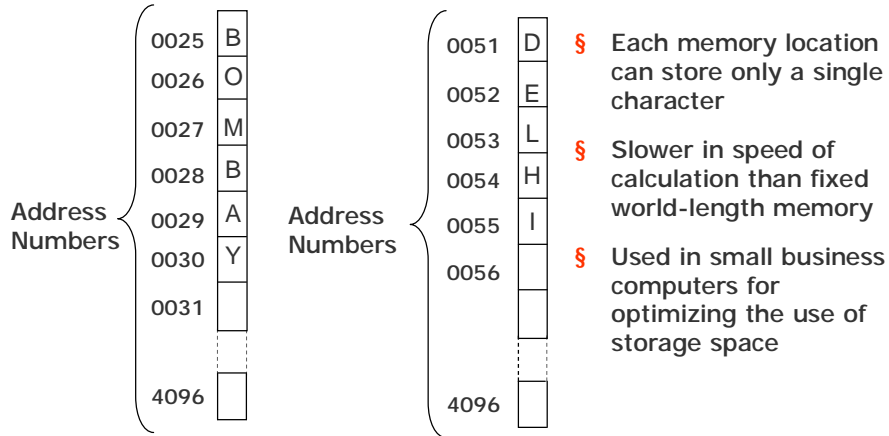 0025 B
0026 O
0027 M
0028 B
0029 A
0030 Y
0031
4096
Address
Numbers
0051 D
0052 E
0053 L
0054 H
0055 I
0056
4096
Address
Numbers
§ Each memory location
can store only a single
character
§ Slower in speed of
calculation than fixed
world-length memory
§ Used in small business
computers for
optimizing the use of
storage space